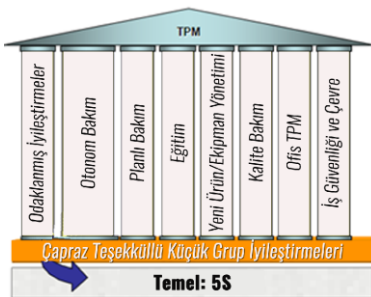 TPM
Odaklanmış İyileştirmeler
Otonom Bakım
Planlı Bakım
Eğitim
Yeni Ürün/Ekipman Yönetimi
Kalite Bakım
Ofis TPM
İş Güvenliği ve Çevre
Çapraz Teşekküllü Küçük Grup İyileştirmeleri
Temel: 5S